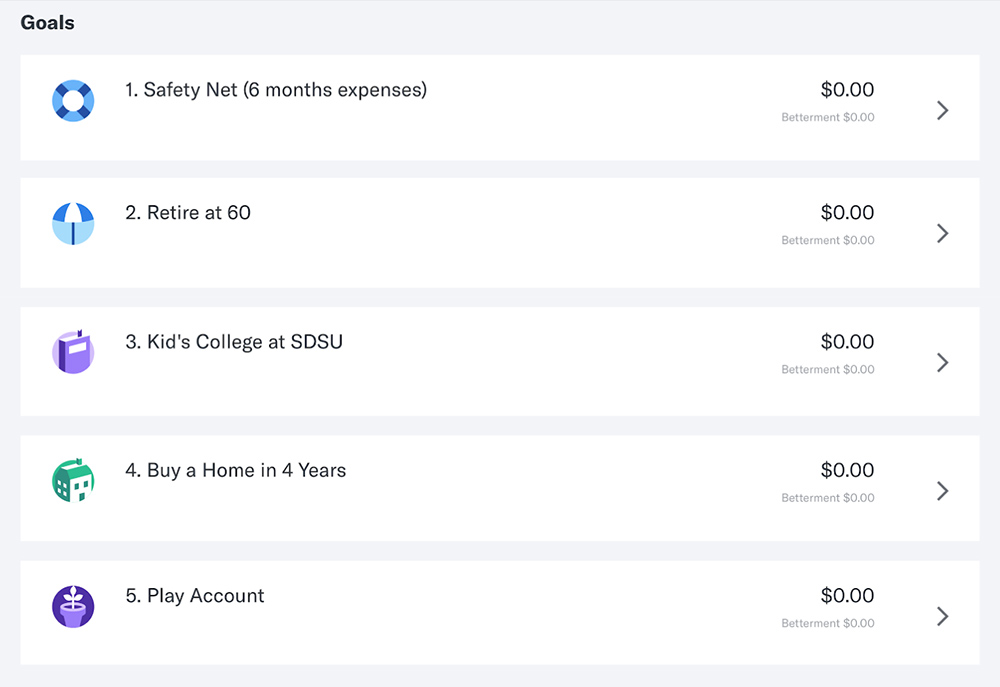 Goals
1. Safety Net (6 months expenses)
$0.00
Betterment $0.00
2. Retire at 60
$0.00
Betterment $0.00
3. Kid's College at SDSU
$0.00
Betterment $0.00
4. Buy a Home in 4 Years
$0.00
Betterment $0.00
5. Play Account
$0.00
Betterment $0.00